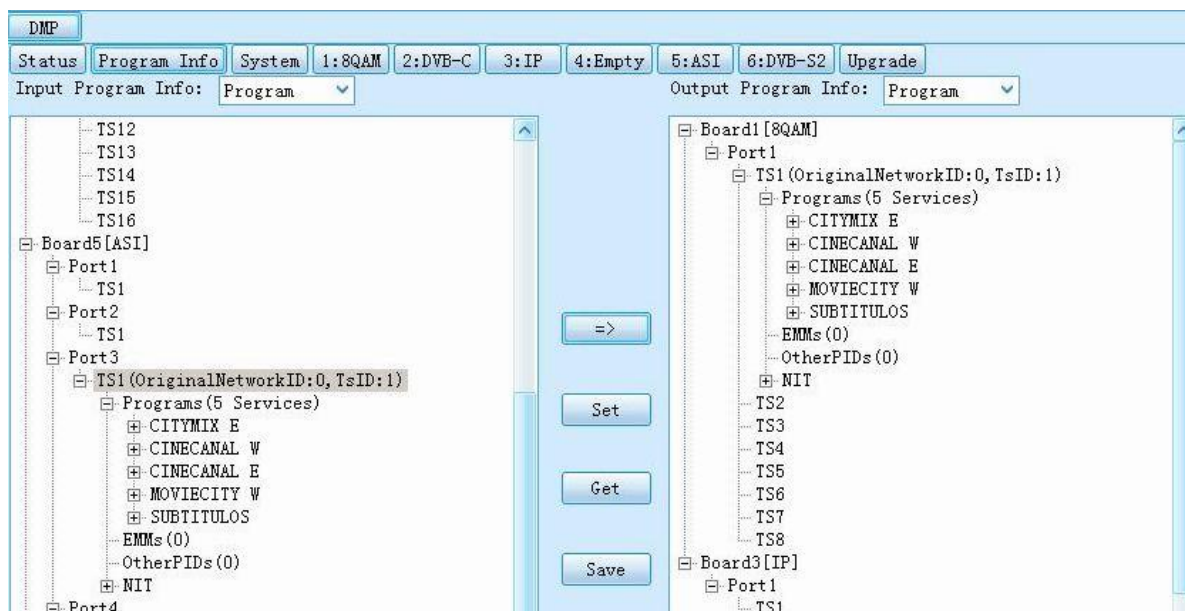 DMP
Status Program Info System 1:8QAM 2:DVB-C 3:IP 4:Empty 5:ASI 6:DVB-S2 Upgrade
Input Program Info: Program
Output Program Info: Program
TS12
TS13
TS14
TS15
TS16
Board5[ASI]
Port1
TS1
Port2
TS1
Port3
TS1(OriginalNetworkID:0,TsID:1)
Programs(5 Services)
CITYMIX E
CINECANAL W
CINECANAL E
MOVIECITY W
SUBTITULOS
EMMs(0)
OtherPIDs(0)
NIT
Port4
=>
Set
Get
Save
Board1[8QAM]
Port1
TS1(OriginalNetworkID:0,TsID:1)
Programs(5 Services)
CITYMIX E
CINECANAL W
CINECANAL E
MOVIECITY W
SUBTITULOS
EMMs(0)
OtherPIDs(0)
NIT
TS2
TS3
TS4
TS5
TS6
TS7
TS8
Board3[IP]
Port1
TS1